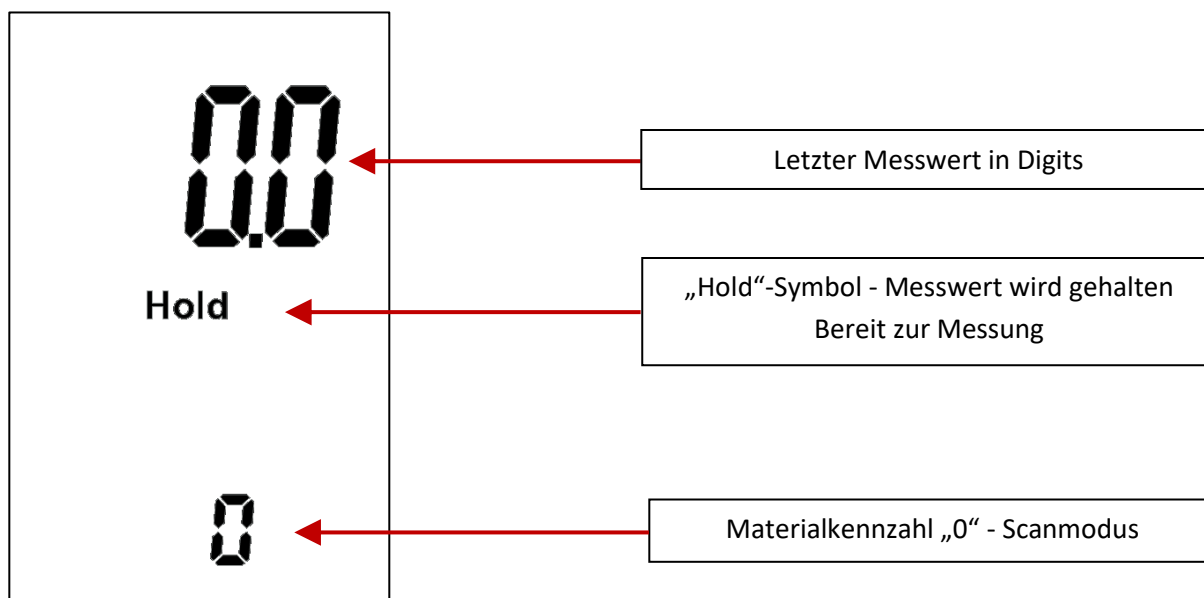 0.0
Letzter Messwert in Digits
Hold
„Hold“-Symbol - Messwert wird gehalten
Bereit zur Messung
0
Materialkennzahl „0“ - Scanmodus